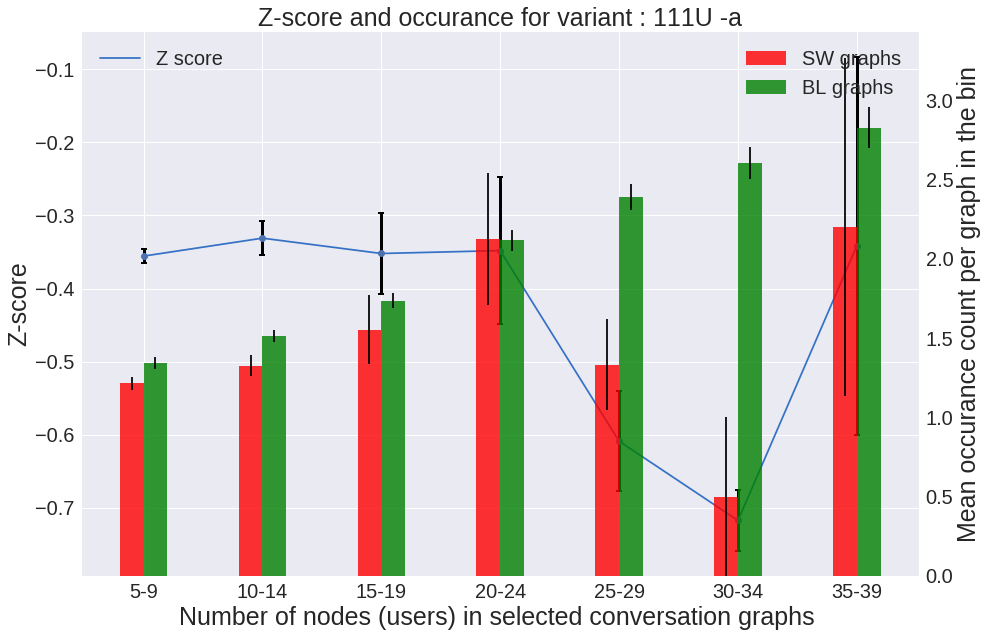 Z-score and occurance for variant : 111U -a
Z score
SW graphs
BL graphs
−0.1
−0.2
−0.3
−0.4
−0.5
−0.6
−0.7
Z-score
3.0
2.5
2.0
1.5
1.0
0.5
0.0
Mean occurance count per graph in the bin
5-9 10-14 15-19 20-24 25-29 30-34 35-39
Number of nodes (users) in selected conversation graphs